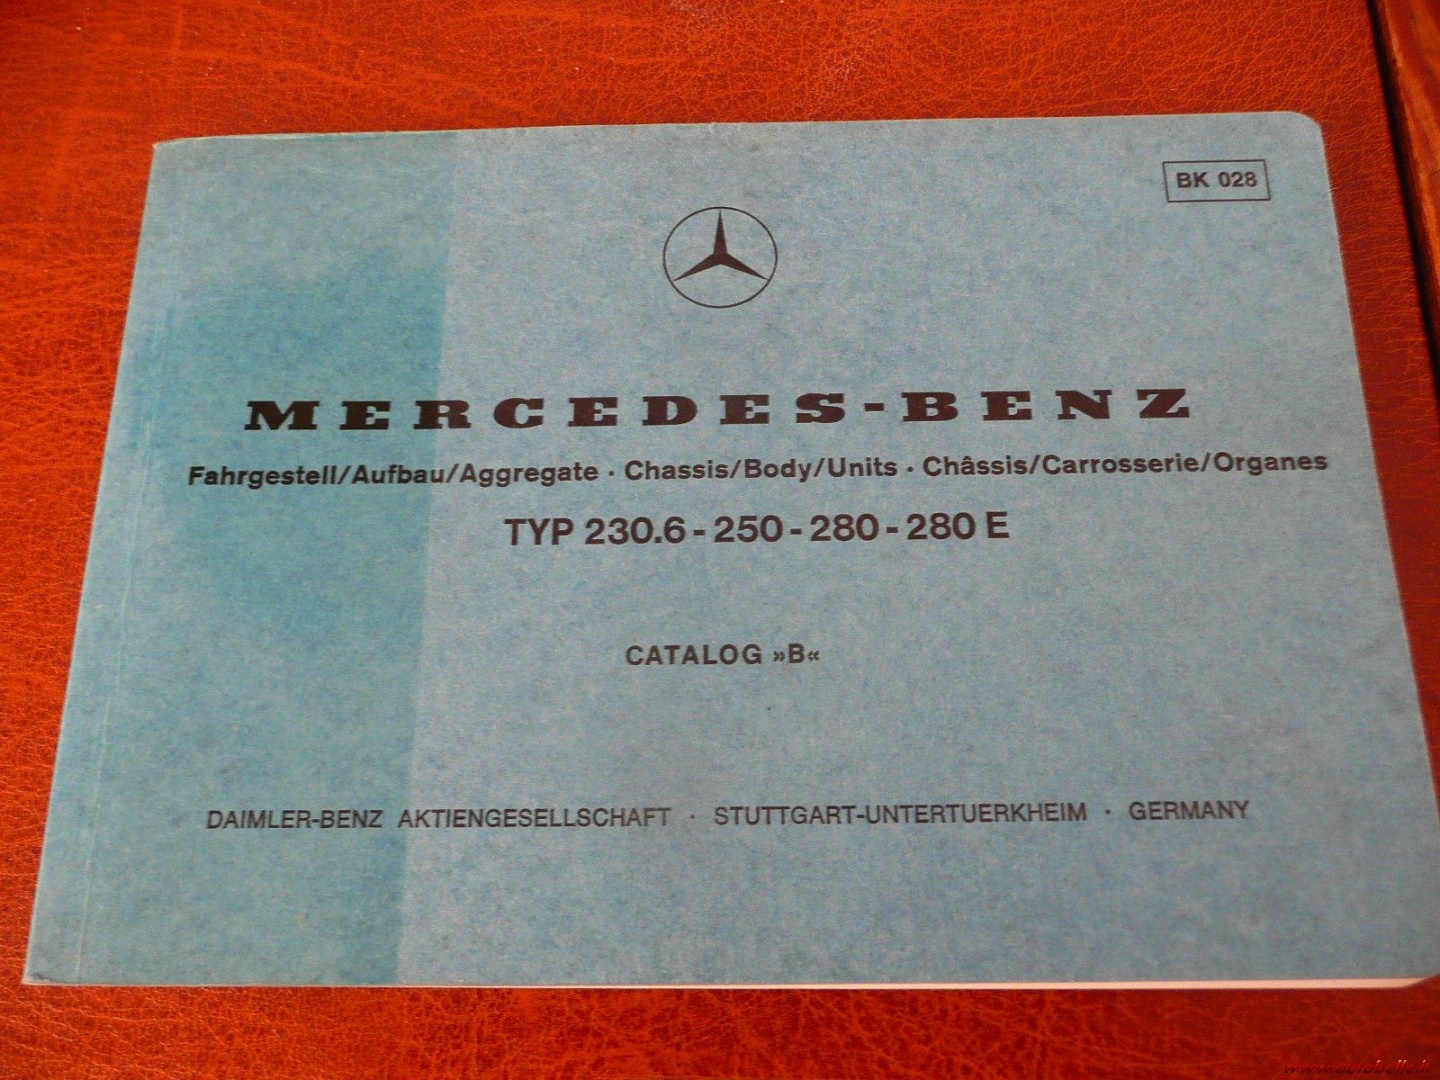 BK 028
MERCEDES-BENZ
Fahrgestell/Aufbau/Aggregate · Chassis/Body/Units · Châssis/Carrosserie/Organes
TYP 230.6 - 250 - 280 - 280 E
CATALOG »B«
DAIMLER-BENZ AKTIENGESELLSCHAFT · STUTTGART-UNTERTUERKHEIM · GERMANY